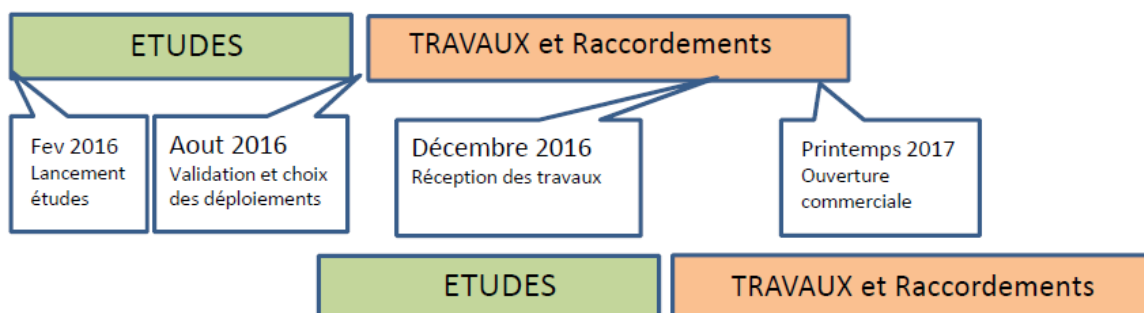 ETUDES
TRAVAUX et Raccordements
Fev 2016
Lancement
études
Aout 2016
Validation et choix
des déploiements
Décembre 2016
Réception des travaux
Printemps 2017
Ouverture
commerciale
ETUDES
TRAVAUX et Raccordements